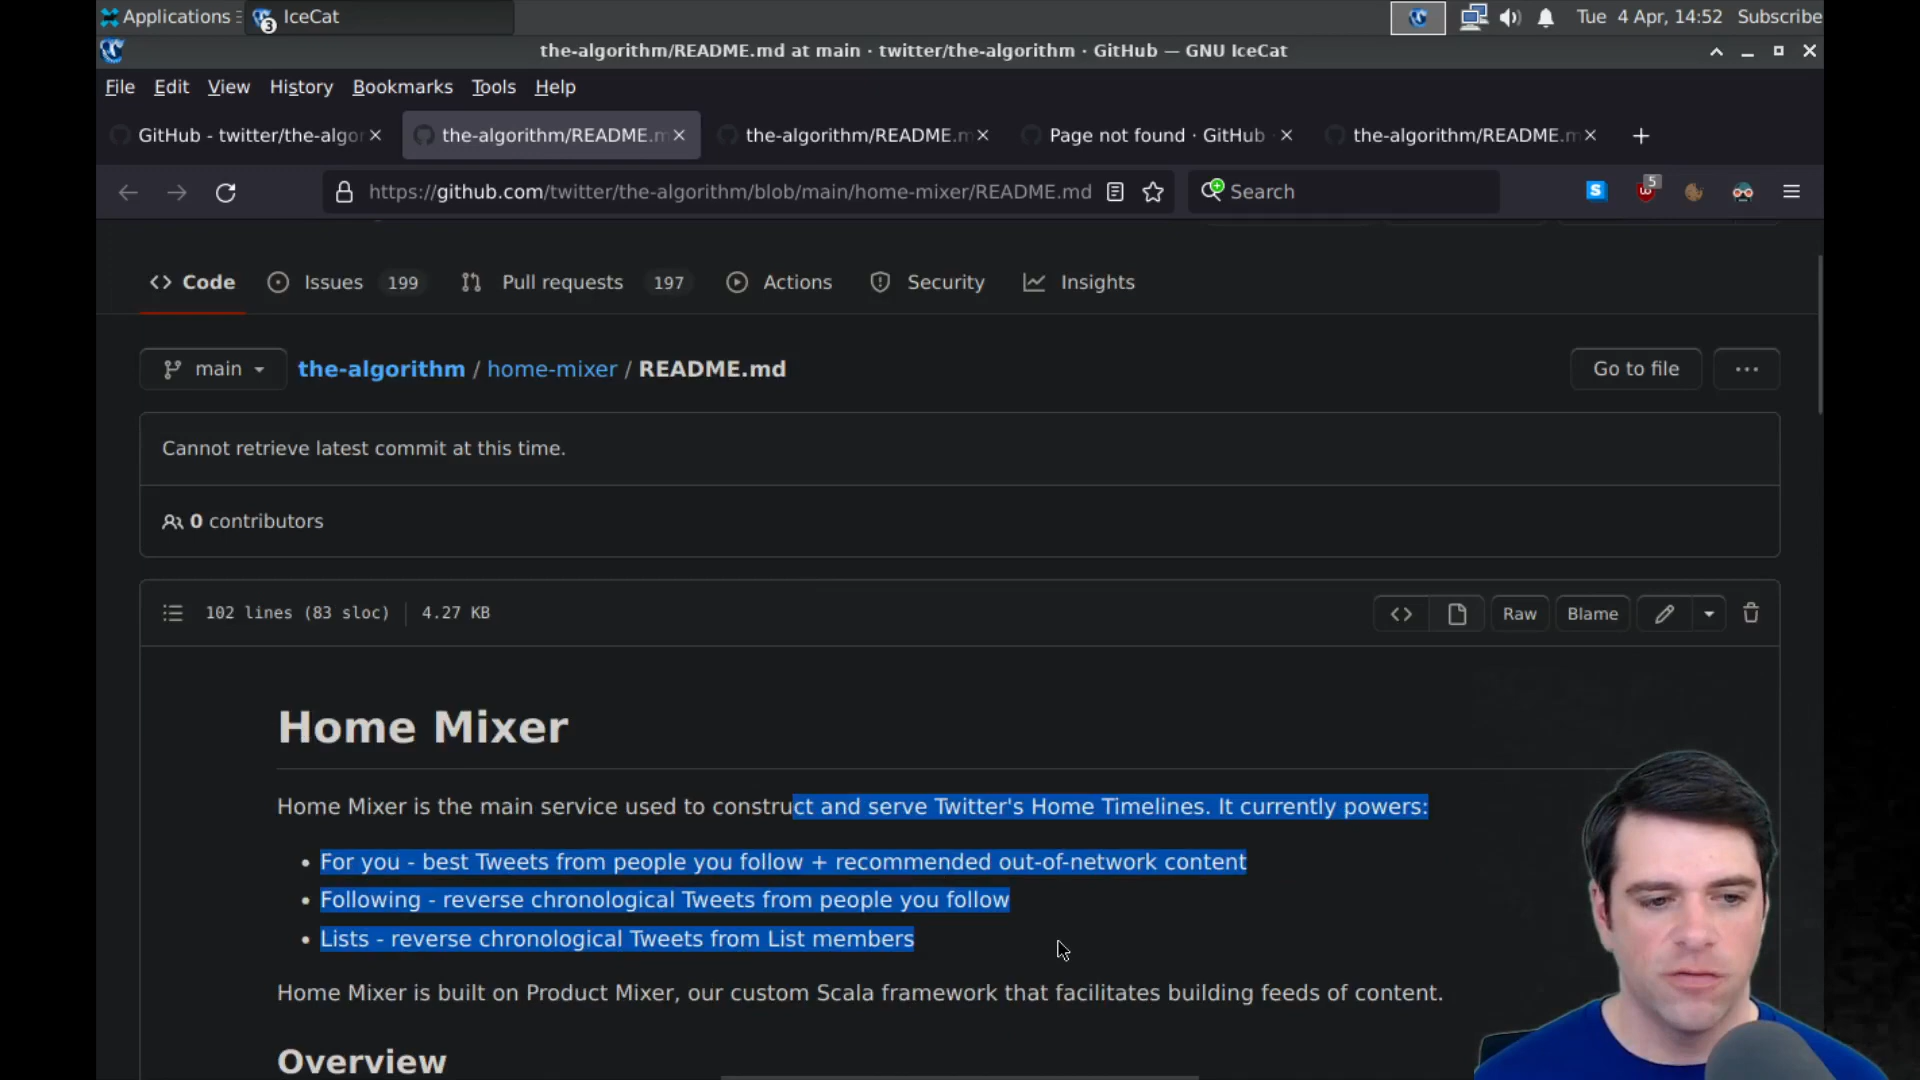 Applications IceCat 3 Tue 4 Apr, 14:52 Subscribe
the-algorithm/README.md at main · twitter/the-algorithm · GitHub — GNU IceCat
File Edit View History Bookmarks Tools Help
GitHub - twitter/the-algo the-algorithm/README.m the-algorithm/README.m Page not found · GitHub the-algorithm/README.m
https://github.com/twitter/the-algorithm/blob/main/home-mixer/README.md Search S 5
Code Issues 199 Pull requests 197 Actions Security Insights
main the-algorithm / home-mixer / README.md Go to file ...
Cannot retrieve latest commit at this time.
0 contributors
102 lines (83 sloc) 4.27 KB Raw Blame
Home Mixer
Home Mixer is the main service used to construct and serve Twitter's Home Timelines. It currently powers:
• For you - best Tweets from people you follow + recommended out-of-network content
• Following - reverse chronological Tweets from people you follow
• Lists - reverse chronological Tweets from List members
Home Mixer is built on Product Mixer, our custom Scala framework that facilitates building feeds of content.
Overview